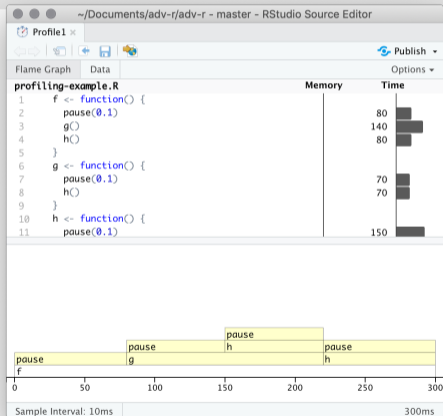 ~/Documents/adv-r/adv-r - master - RStudio Source Editor
Profile1 ×
Publish
Flame Graph Data Options
profiling-example.R Memory Time
1 f <- function() {
2 pause(0.1) 80
3 g() 140
4 h() 80
5 }
6 g <- function() {
7 pause(0.1) 70
8 h() 70
9 }
10 h <- function() {
11 pause(0.1) 150
pause
pause h pause
pause g h
f
0 50 100 150 200 250 300
Sample Interval: 10ms 300ms